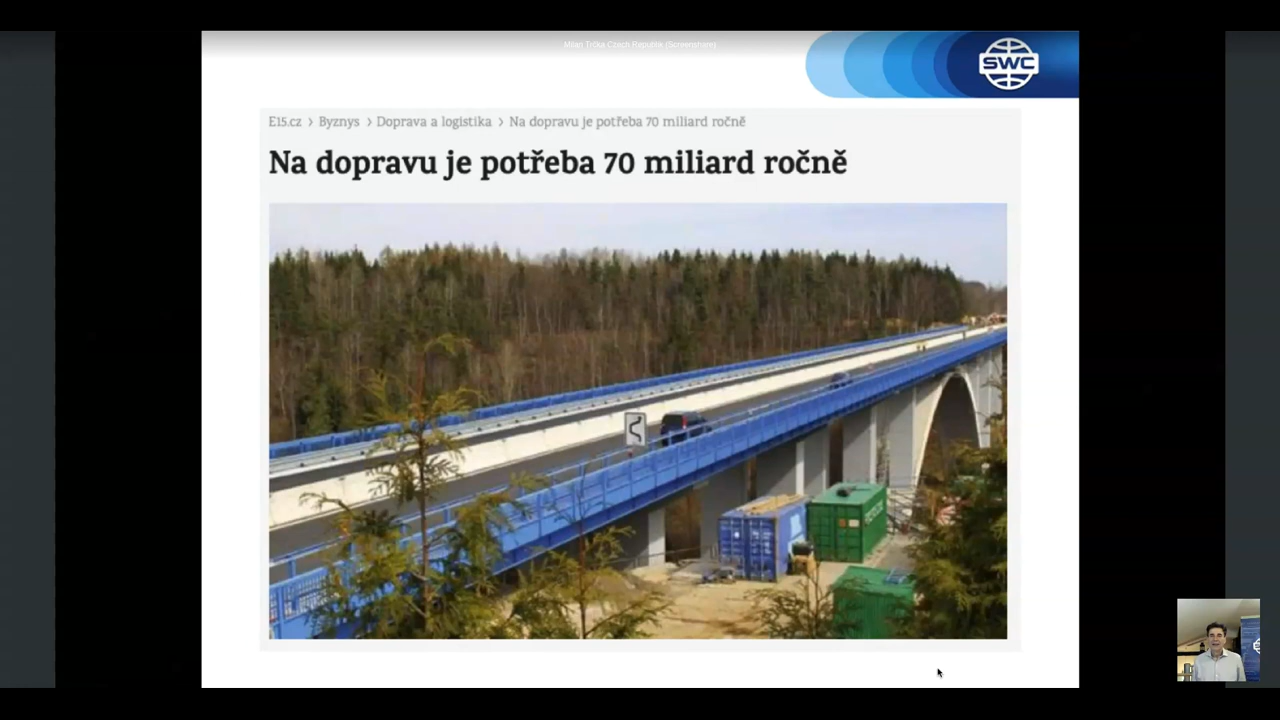 Milan Trčka Czech Republic (Screenshare)
SWC
E15.cz > Byznys > Doprava a logistika > Na dopravu je potřeba 70 miliard ročně
Na dopravu je potřeba 70 miliard ročně